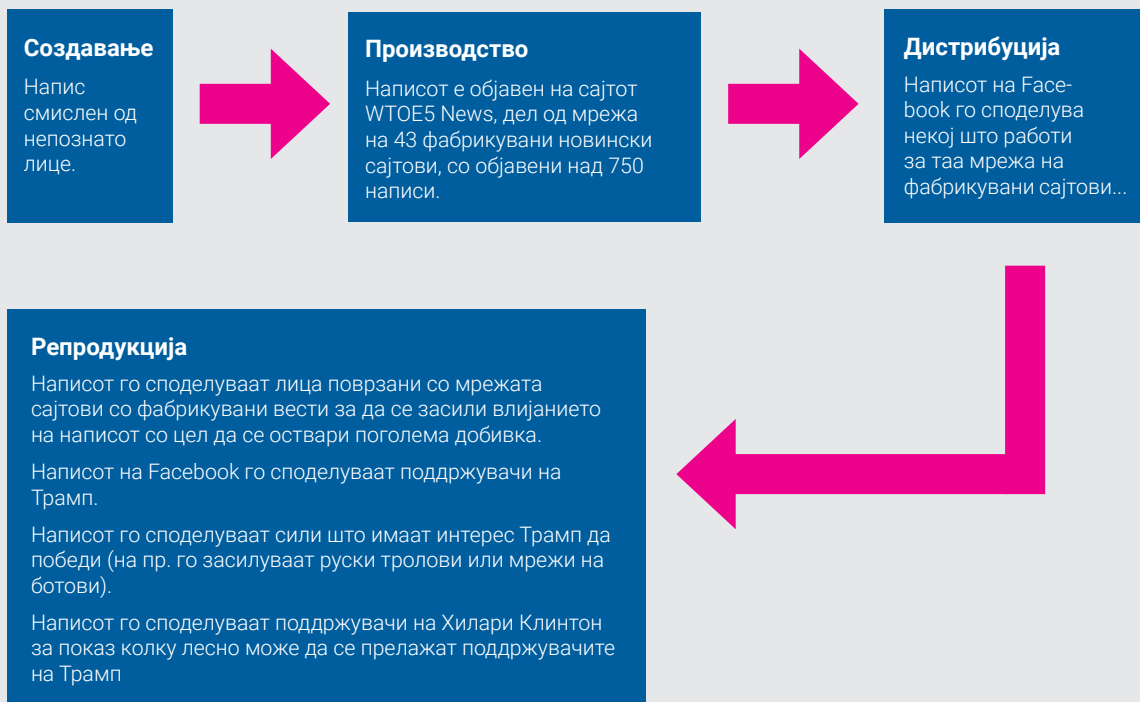 Создавање
Напис
смислен од
непознато
лице.
Производство
Написот е објавен на сајтот
WTOE5 News, дел од мрежа
на 43 фабрикувани новински
сајтови, со објавени над 750
написи.
Дистрибуција
Написот на Face-
book го споделува
некој што работи
за таа мрежа на
фабрикувани сајтови...
Репродукција
Написот го споделуваат лица поврзани со мрежата
сајтови со фабрикувани вести за да се засили влијанието
на написот со цел да се оствари поголема добивка.
Написот на Facebook го споделуваат поддржувачи на
Трамп.
Написот го споделуваат сили што имаат интерес Трамп да
победи (на пр. го засилуваат руски тролови или мрежи на
ботови).
Написот го споделуваат поддржувачи на Хилари Клинтон
за показ колку лесно може да се прелажат поддржувачите
на Трамп